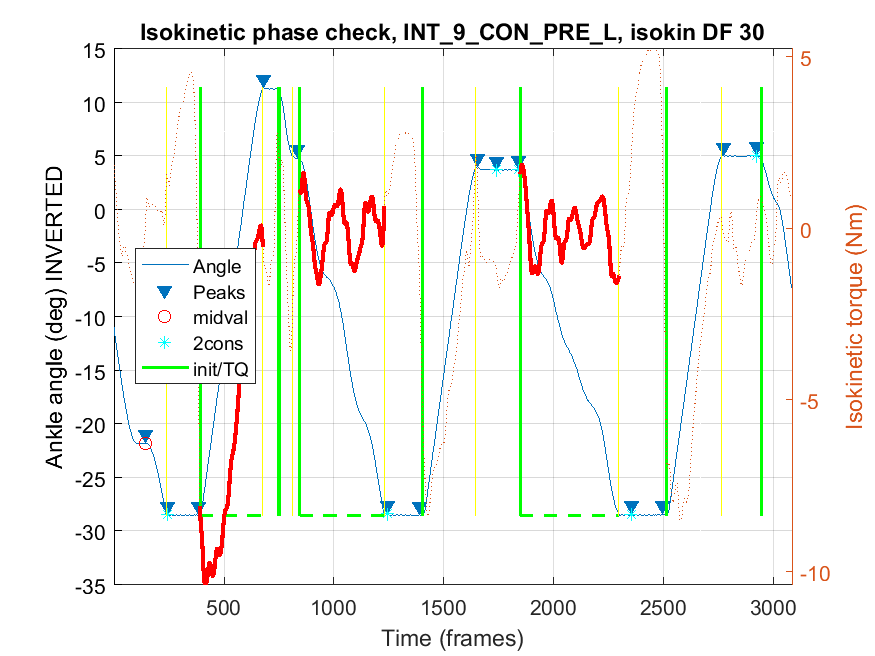 Isokinetic phase check, INT_9_CON_PRE_L, isokin DF 30
15
10
5
0
-5
-10
-15
-20
-25
-30
-35
Ankle angle (deg) INVERTED
Angle
Peaks
midval
2cons
init/TQ
5
0
-5
-10
Isokinetic torque (Nm)
500
1000
1500
2000
2500
3000
Time (frames)